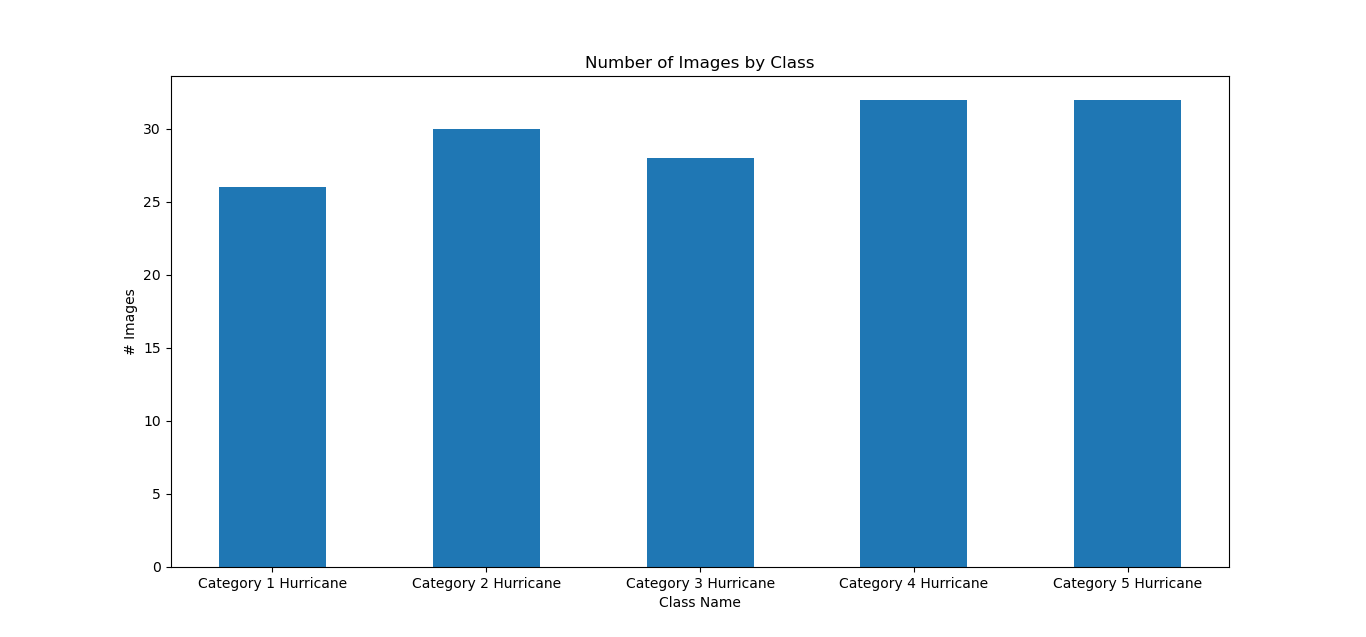 Number of Images by Class
# Images
30
25
20
15
10
5
0
Category 1 Hurricane Category 2 Hurricane Category 3 Hurricane Category 4 Hurricane Category 5 Hurricane
Class Name